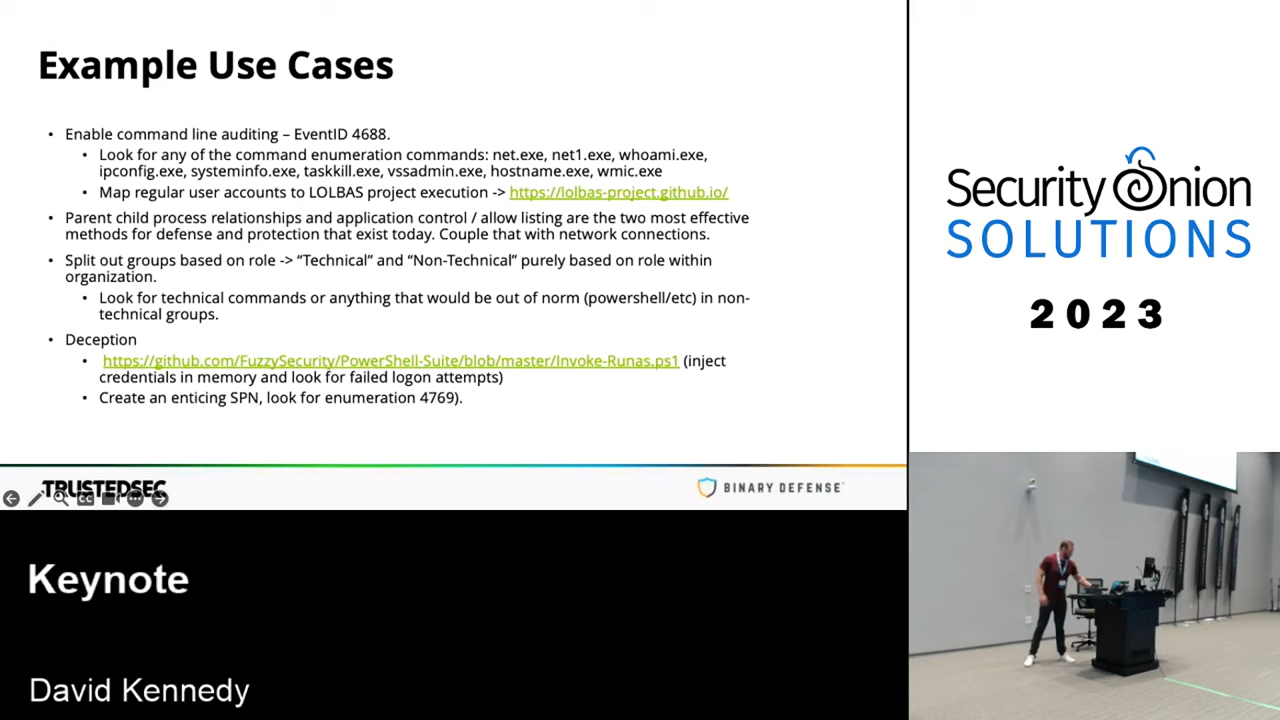 Example Use Cases
• Enable command line auditing – EventID 4688.
• Look for any of the command enumeration commands: net.exe, net1.exe, whoami.exe,
ipconfig.exe, systeminfo.exe, taskkill.exe, vssadmin.exe, hostname.exe, wmic.exe
• Map regular user accounts to LOLBAS project execution -> https://lolbas-project.github.io/
• Parent child process relationships and application control / allow listing are the two most effective
methods for defense and protection that exist today. Couple that with network connections.
• Split out groups based on role -> “Technical” and “Non-Technical” purely based on role within
organization.
• Look for technical commands or anything that would be out of norm (powershell/etc) in non-
technical groups.
• Deception
• https://github.com/FuzzySecurity/PowerShell-Suite/blob/master/Invoke-Runas.ps1 (inject
credentials in memory and look for failed logon attempts)
• Create an enticing SPN, look for enumeration 4769).
TRUSTEDSEC
BINARY DEFENSE
Keynote
David Kennedy
Security Onion
SOLUTIONS
2023